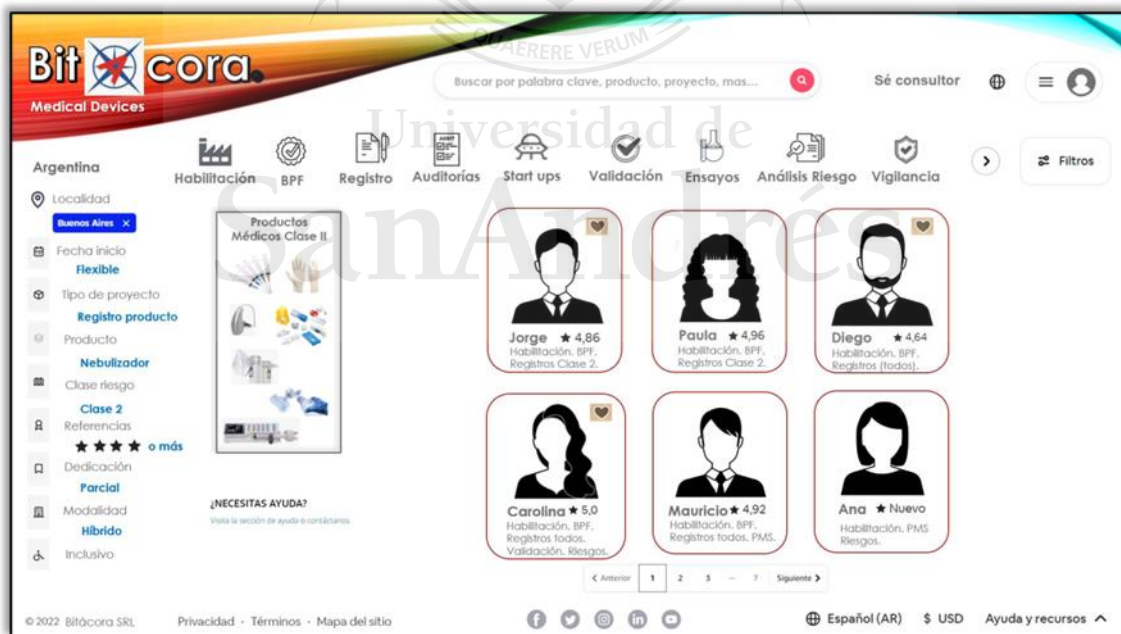 QUAERERE VERUM
Universidad de
SanAndrés
Bit cora
Medical Devices
Buscar por palabra clave, producto, proyecto, mas...
Sé consultor
Argentina
Habilitación
BPF
Registro
AUDIT
Auditorías
Start ups
Validación
Ensayos
Análisis Riesgo
Vigilancia
Filtros
Localidad
Buenos Aires X
Fecha inicio
Flexible
Tipo de proyecto
Registro producto
Producto
Nebulizador
Clase riesgo
Clase 2
Referencias
★★★★ o más
Dedicación
Parcial
Modalidad
Híbrido
Inclusivo
Productos
Médicos Clase II
¿NECESITAS AYUDA?
Visita la sección de ayuda o contáctanos
Jorge ★ 4,86
Habilitación. BPF.
Registros Clase 2.
Paula ★ 4,96
Habilitación. BPF.
Registros Clase 2.
Diego ★ 4,64
Habilitación. BPF.
Registros (todos).
Carolina ★ 5,0
Habilitación. BPF.
Registros todos.
Validación. Riesgos.
Mauricio ★ 4,92
Habilitación. BPF.
Registros todos. PMS.
Ana ★ Nuevo
Habilitación. PMS
Riesgos.
< Anterior 1 2 3 ... 7 Siguiente >
© 2022 Bitácora SRL
Privacidad · Términos · Mapa del sitio
Español (AR) $ USD Ayuda y recursos